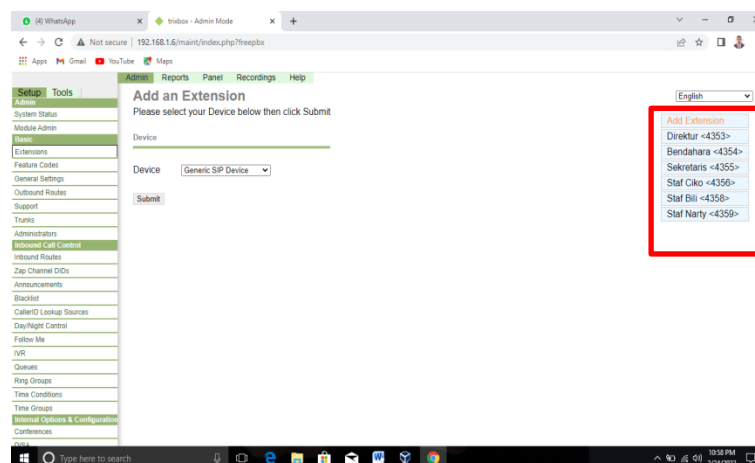 (4) WhatsApp
trixbox - Admin Mode
Not secure
192.168.1.6/maint/index.php?freepbx
Apps
Gmail
YouTube
Maps
Admin Reports Panel Recordings Help
Setup Tools
Admin
System Status
Module Admin
Basic
Extensions
Feature Codes
General Settings
Outbound Routes
Support
Trunks
Administrators
Inbound Call Control
Inbound Routes
Zap Channel DIDs
Announcements
Blacklist
CallerID Lookup Sources
Day/Night Control
Follow Me
IVR
Queues
Ring Groups
Time Conditions
Time Groups
Internal Options & Configuration
Conferences
DISA
Add an Extension
Please select your Device below then click Submit
Device
Device Generic SIP Device
Submit
English
Add Extension
Direktur <4353>
Bendahara <4354>
Sekretaris <4355>
Staf Ciko <4356>
Staf Bili <4358>
Staf Narty <4359>
Type here to search
10:58 PM